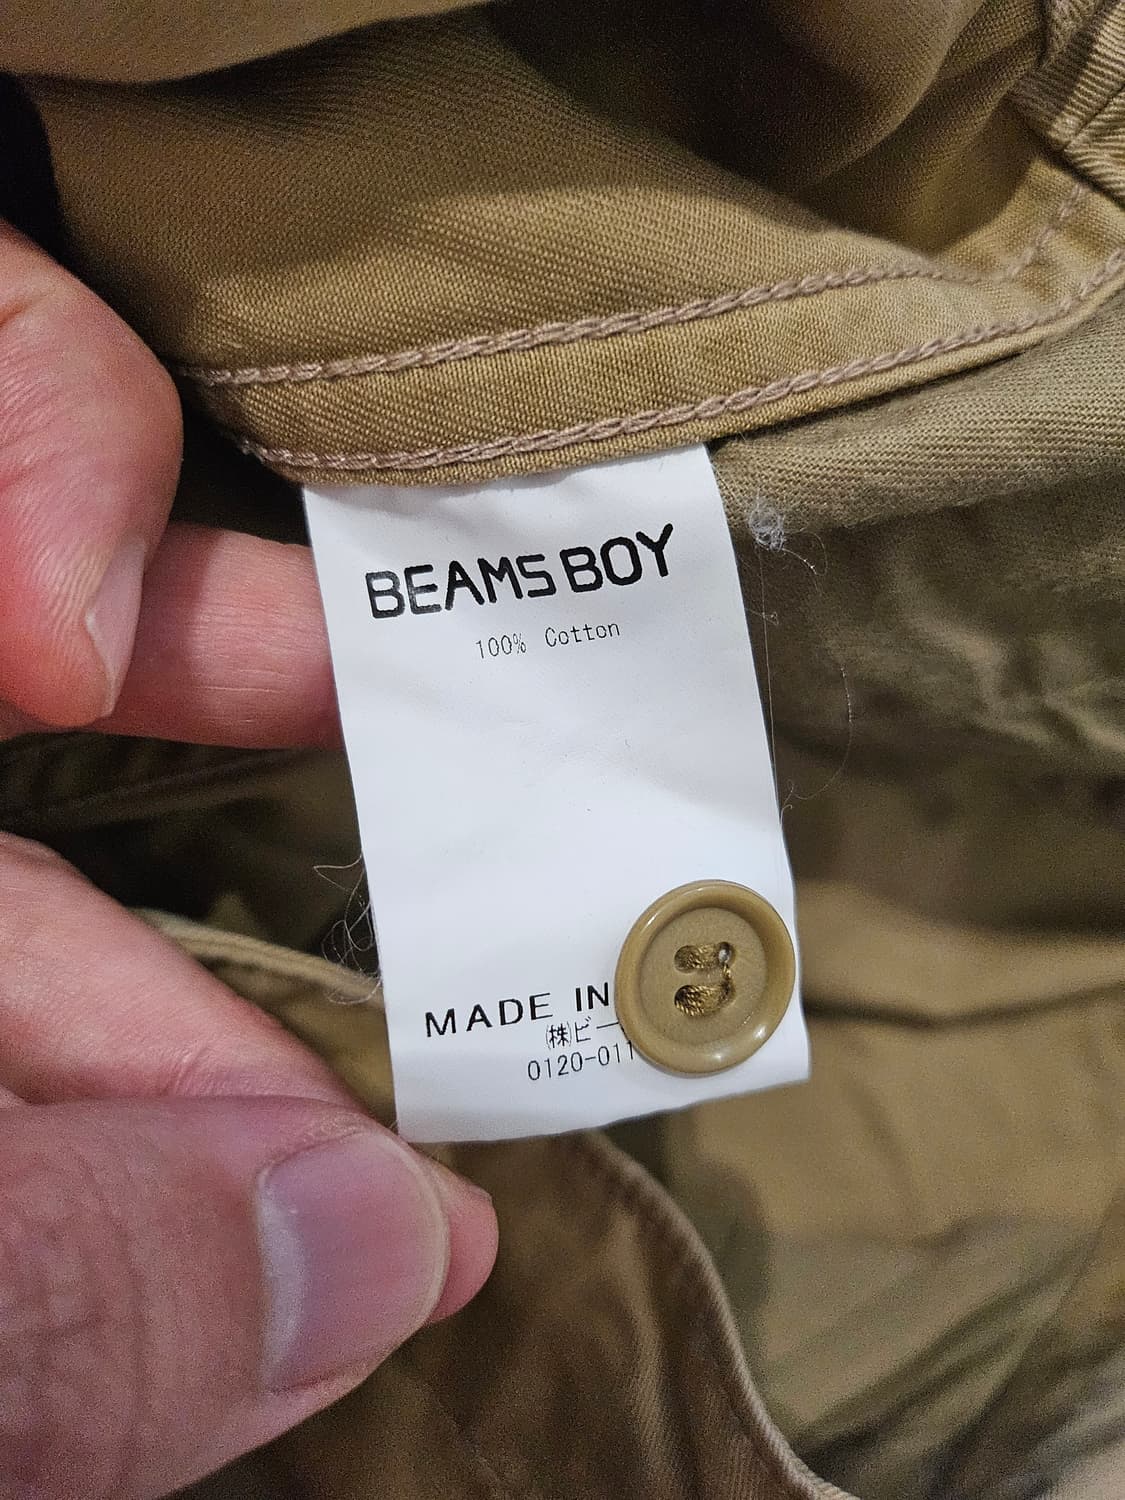 BEAMS BOY
100% Cotton
MADE IN
㈱ビー
0120-011